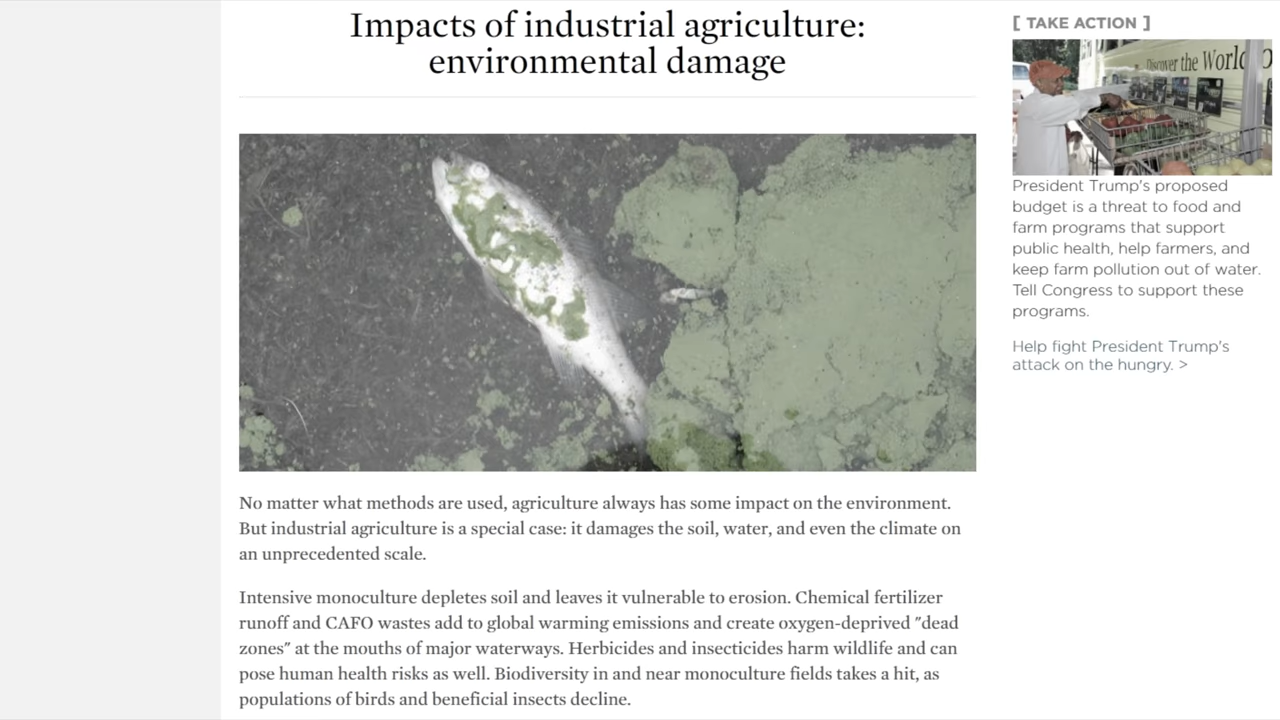 Impacts of industrial agriculture:
environmental damage
No matter what methods are used, agriculture always has some impact on the environment.
But industrial agriculture is a special case: it damages the soil, water, and even the climate on
an unprecedented scale.
Intensive monoculture depletes soil and leaves it vulnerable to erosion. Chemical fertilizer
runoff and CAFO wastes add to global warming emissions and create oxygen-deprived "dead
zones" at the mouths of major waterways. Herbicides and insecticides harm wildlife and can
pose human health risks as well. Biodiversity in and near monoculture fields takes a hit, as
populations of birds and beneficial insects decline.
[ TAKE ACTION ]
Discover the World
President Trump's proposed
budget is a threat to food and
farm programs that support
public health, help farmers, and
keep farm pollution out of water.
Tell Congress to support these
programs.
Help fight President Trump's
attack on the hungry. >